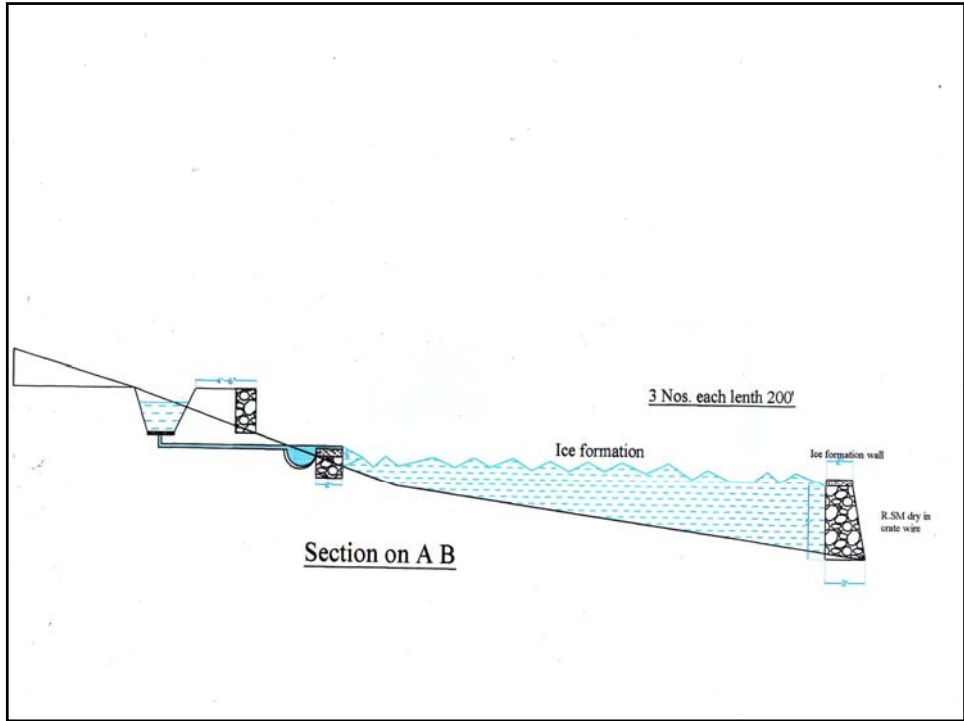 4'-6"
3 Nos. each lenth 200'
Ice formation
Ice formation wall
R.SM dry in
crate wire
Section on A B
3'